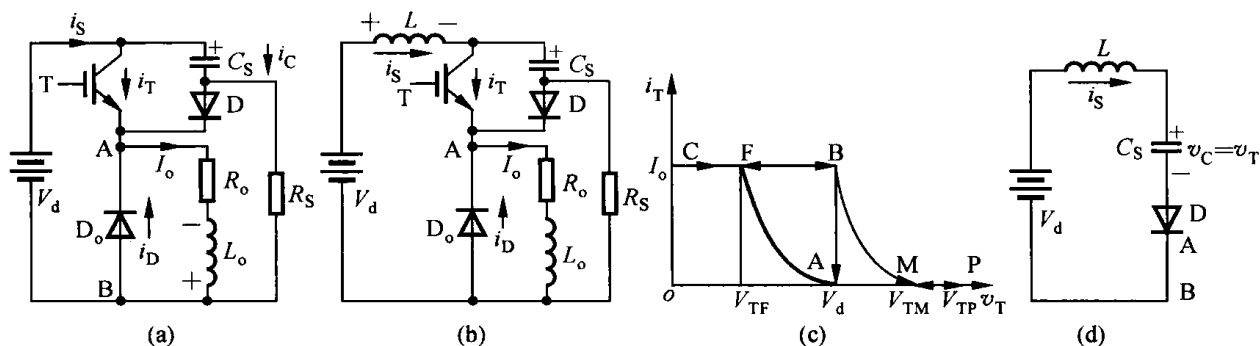 i_S
+
C_S
i_C
T
i_T
D
A
I_o
R_o
R_S
V_d
D_o
i_D
−
L_o
+
B
(a)
+ L −
i_S
+
C_S
T
i_T
D
A
I_o
R_o
R_S
V_d
D_o
i_D
L_o
(b)
i_T
I_o
C F B
A M P
o V_TF V_d V_TM V_TP v_T
(c)
L
i_S
+
C_S v_C=v_T
−
V_d
D
A
B
(d)